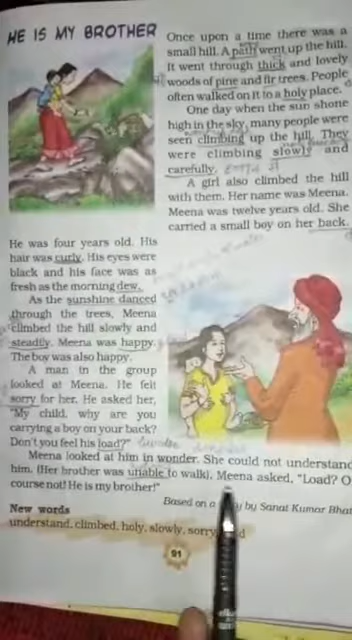 HE IS MY BROTHER
Once upon a time there was a
small hill. A path went up the hill.
It went through thick and lovely
woods of pine and fir trees. People
often walked on it to a holy place.
One day when the sun shone
high in the sky, many people were
seen climbing up the hill. They
were climbing slowly and
carefully.
A girl also climbed the hill
with them. Her name was Meena.
Meena was twelve years old. She
carried a small boy on her back.
He was four years old. His
hair was curly. His eyes were
black and his face was as
fresh as the morning dew.
As the sunshine danced
through the trees, Meena
climbed the hill slowly and
steadily. Meena was happy.
The boy was also happy.
A man in the group
looked at Meena. He felt
sorry for her. He asked her,
"My child, why are you
carrying a boy on your back?
Don't you feel his load?"
Meena looked at him in wonder. She could not understand
him. (Her brother was unable to walk). Meena asked, "Load? O
course not! He is my brother!"
Based on a by Sanat Kumar Bhat
New words
understand, climbed, holy, slowly, sorry,
91